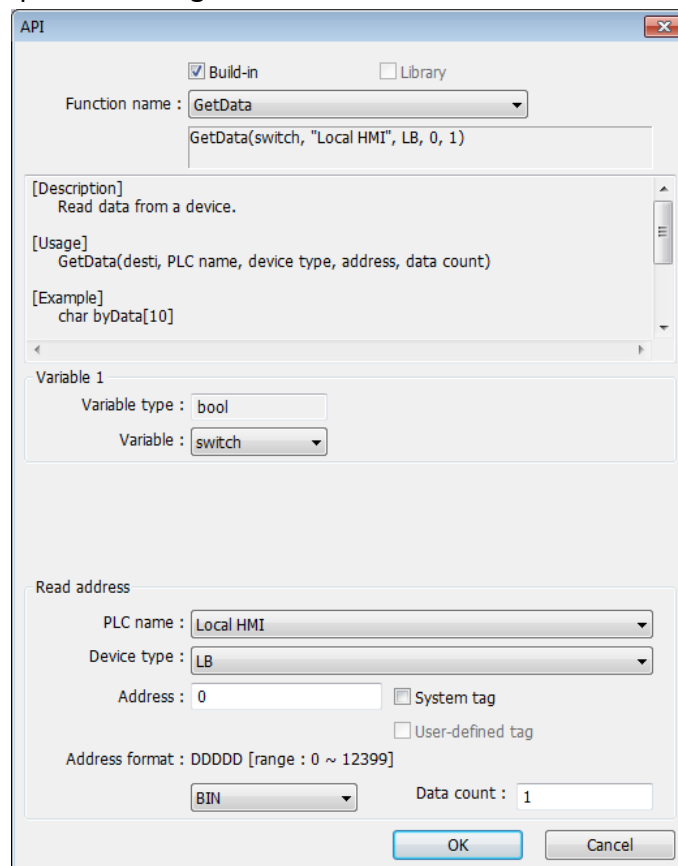 API
Build-in Library
Function name : GetData
GetData(switch, "Local HMI", LB, 0, 1)
[Description]
Read data from a device.
[Usage]
GetData(desti, PLC name, device type, address, data count)
[Example]
char byData[10]
Variable 1
Variable type : bool
Variable : switch
Read address
PLC name : Local HMI
Device type : LB
Address : 0 System tag
User-defined tag
Address format : DDDDD [range : 0 ~ 12399]
BIN Data count : 1
OK Cancel